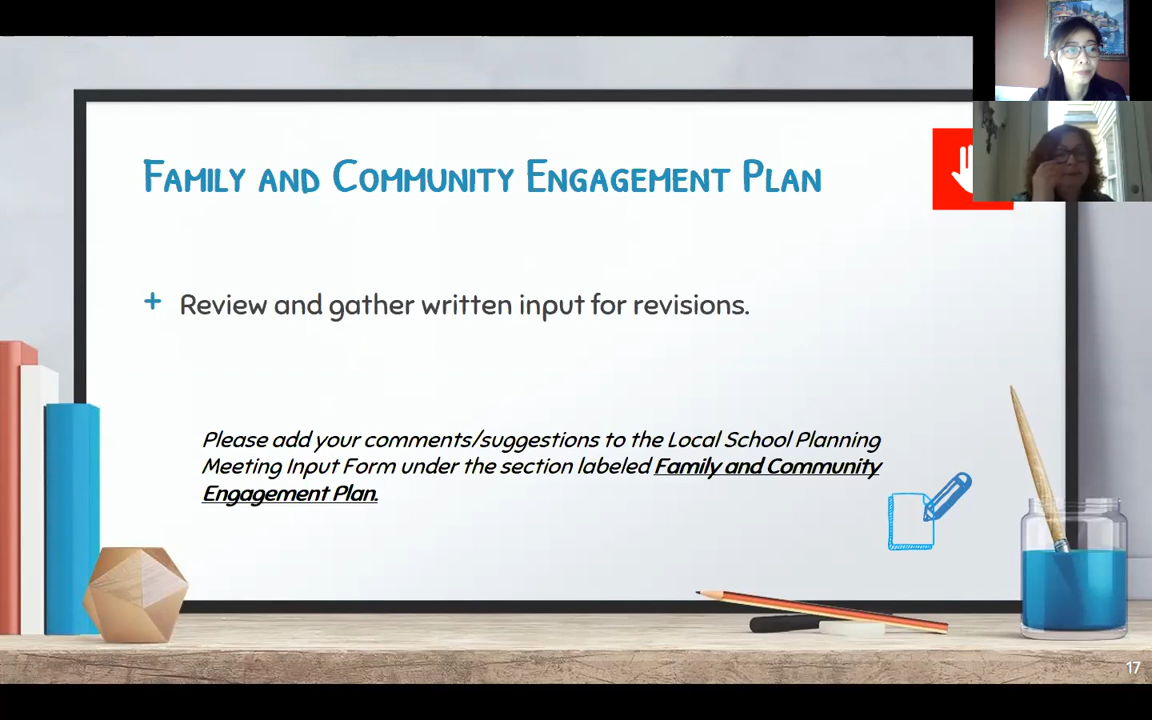 Family and Community Engagement Plan
+ Review and gather written input for revisions.
Please add your comments/suggestions to the Local School Planning
Meeting Input Form under the section labeled Family and Community
Engagement Plan.
17